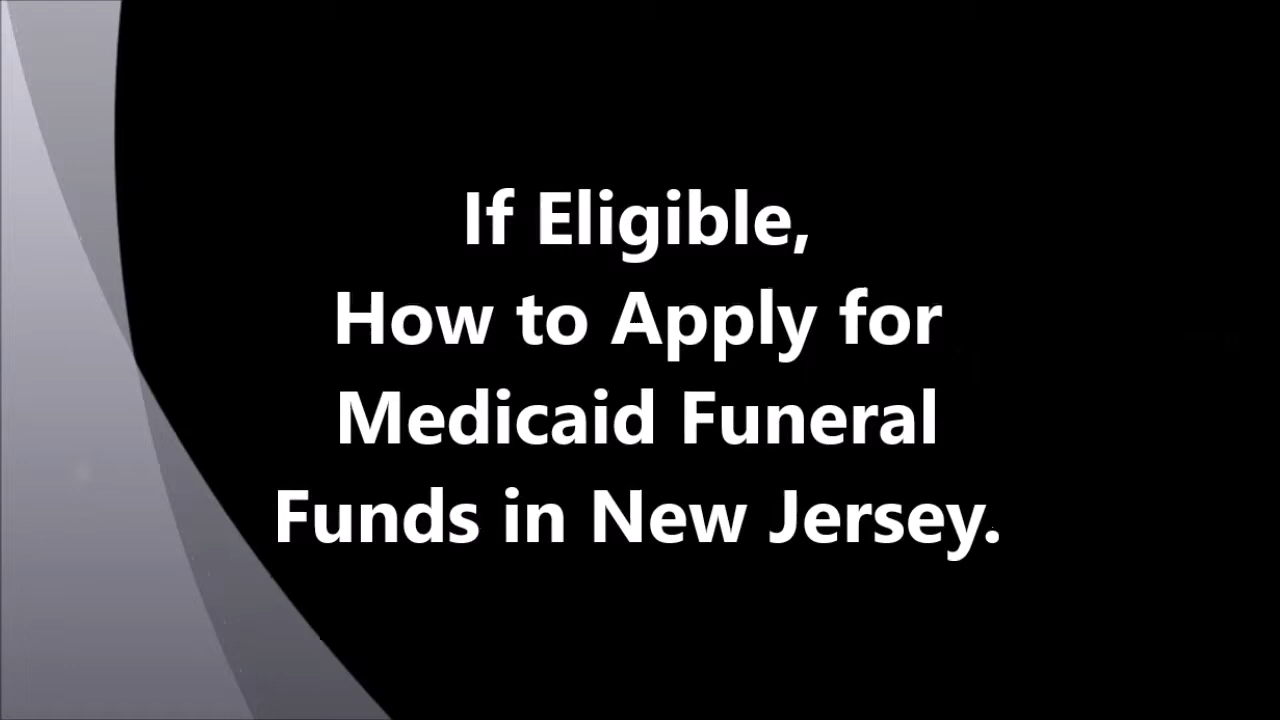 If Eligible,
How to Apply for
Medicaid Funeral
Funds in New Jersey.